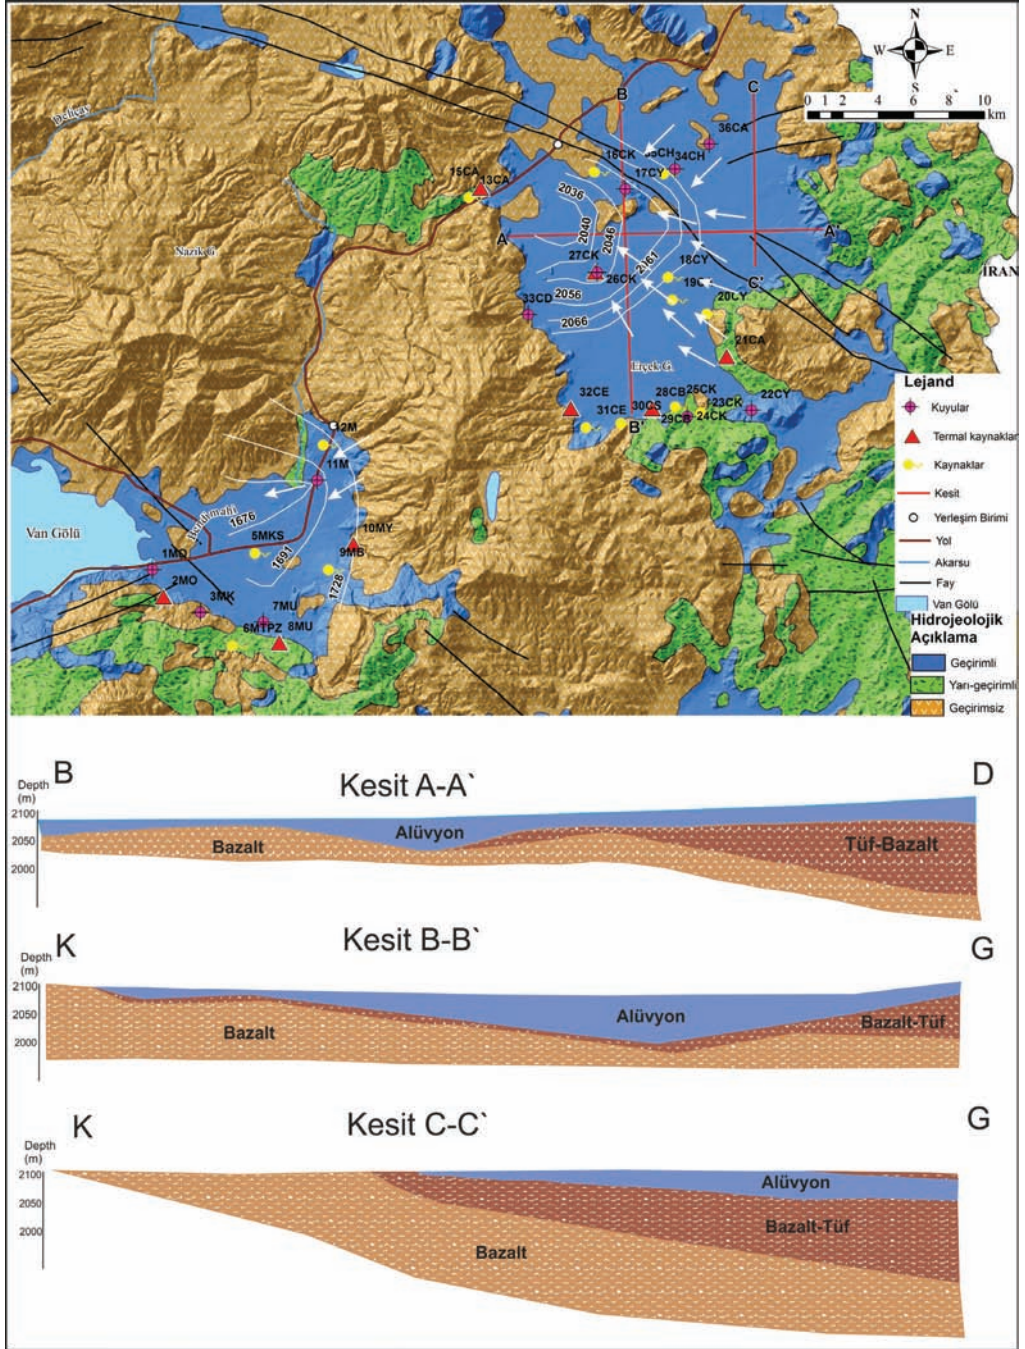 N
W E
S
0 1 2 4 6 8 10
km
B
C
Deliçay
36CA
16CK 35CH
34CH
17CY
15CA
13CA
2036
2040
2046
A
A'
Nazik G.
2061
18CY
27CK
26CK
C'
İRAN
2056
20CY
33CD
2066
21CA
Erçek G.
32CE
31CE
30CS
28CB
25CK
23CK
22CY
29CB
24CK
B'
12M
11M
Bendimahi
1676
Van Gölü
5MKS
1691
10MY
9MB
1728
1MD
2MO
3MK
7MU
6MTPZ
8MU
Lejand
Kuyular
Termal kaynaklar
Kaynaklar
Kesit
Yerleşim Birimi
Yol
Akarsu
Fay
Van Gölü
Hidrojeolojik
Açıklama
Geçirimli
Yarı-geçirimli
Geçirimsiz
B
Kesit A-A`
D
Depth
(m)
2100
2050
2000
Bazalt
Alüvyon
Tüf-Bazalt
K
Kesit B-B`
G
Depth
(m)
2100
2050
2000
Bazalt
Alüvyon
Bazalt-Tüf
K
Kesit C-C`
G
Depth
(m)
2100
2050
2000
Alüvyon
Bazalt-Tüf
Bazalt